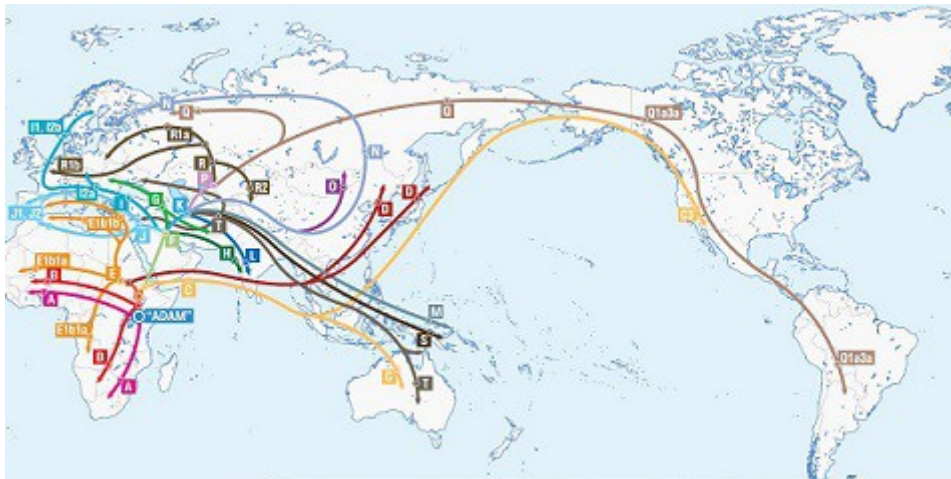 N
Q
Q
Q1a3a
I1, I2b
R1a
N
R1b
R
P
R2
O
I2a
I
G
K
D
D
J1, J2
E1b1b
T
C3
J
F
H
L
E1b1a
E
B
C
A
"ADAM"
M
E1b1a
S
B
Q1a3a
A
C
T